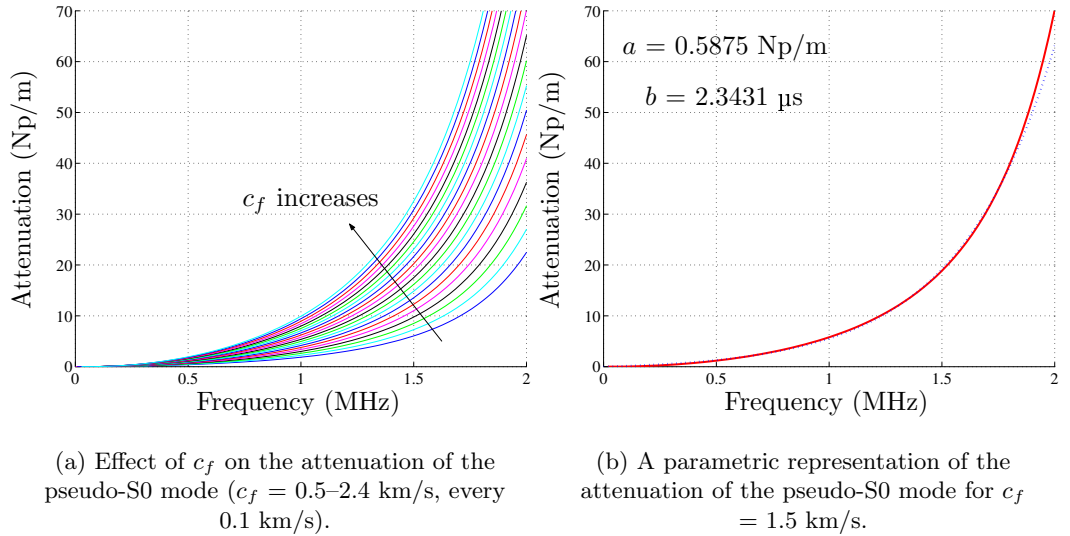 70
60
50
40
30
20
10
0
0
0.5
1
1.5
2
Attenuation (Np/m)
Frequency (MHz)
c_f increases
(a) Effect of c_f on the attenuation of the
pseudo-S0 mode (c_f = 0.5–2.4 km/s, every
0.1 km/s).
70
60
50
40
30
20
10
0
0
0.5
1
1.5
2
Attenuation (Np/m)
Frequency (MHz)
a = 0.5875 Np/m
b = 2.3431 µs
(b) A parametric representation of the
attenuation of the pseudo-S0 mode for c_f
= 1.5 km/s.